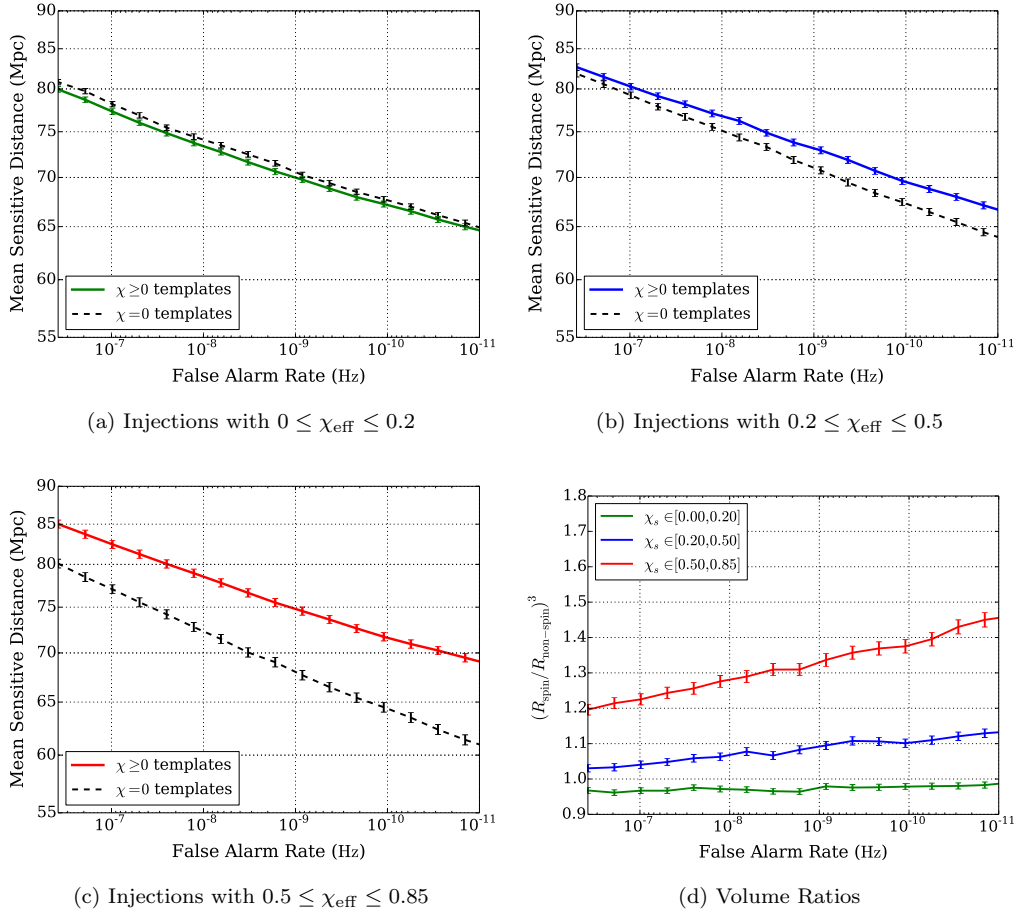 90
85
80
75
70
65
60
55
Mean Sensitive Distance (Mpc)
χ ≥0 templates
χ=0 templates
10⁻⁷ 10⁻⁸ 10⁻⁹ 10⁻¹⁰ 10⁻¹¹
False Alarm Rate (Hz)
(a) Injections with 0 ≤ χ_eff ≤ 0.2
90
85
80
75
70
65
60
55
Mean Sensitive Distance (Mpc)
χ ≥0 templates
χ=0 templates
10⁻⁷ 10⁻⁸ 10⁻⁹ 10⁻¹⁰ 10⁻¹¹
False Alarm Rate (Hz)
(b) Injections with 0.2 ≤ χ_eff ≤ 0.5
90
85
80
75
70
65
60
55
Mean Sensitive Distance (Mpc)
χ ≥0 templates
χ=0 templates
10⁻⁷ 10⁻⁸ 10⁻⁹ 10⁻¹⁰ 10⁻¹¹
False Alarm Rate (Hz)
(c) Injections with 0.5 ≤ χ_eff ≤ 0.85
1.8
1.7
1.6
1.5
1.4
1.3
1.2
1.1
1.0
0.9
(R_spin/R_non−spin)³
χ_s ∈[0.00,0.20]
χ_s ∈[0.20,0.50]
χ_s ∈[0.50,0.85]
10⁻⁷ 10⁻⁸ 10⁻⁹ 10⁻¹⁰ 10⁻¹¹
False Alarm Rate (Hz)
(d) Volume Ratios